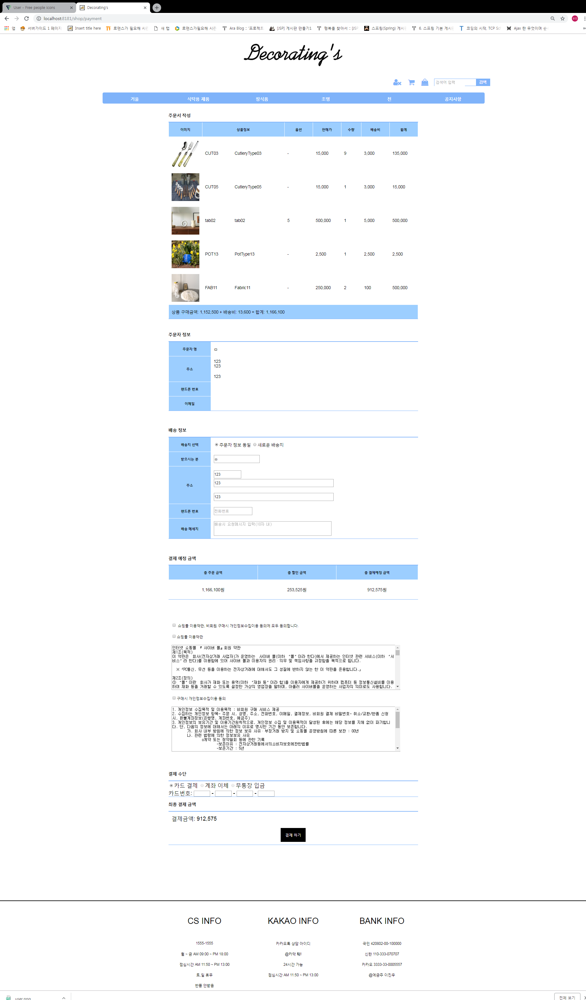 User - Free people icons
Decorating's
localhost:8181/shop/payment
유진
앱 서버가이드 1 페이지 Insert title here 로맨스가 필요해 시즌 새 탭 로맨스가필요해 시즌 Ara Blog :: '프로젝트 [JSP] 게시판 만들기1 행복을 찾아서 :: [JSP 스프링(Spring) 게시판 6. 스프링 기본 게시판 코딩의 시작, TCP Sch Ajax 란 무엇이며 순
Decorating's
검색어 입력 검색
거울 식탁용 제품 장식품 조명 천 공지사항
주문서 작성
이미지 상품정보 옵션 판매가 수량 배송비 합계
CUT03 CutleryType03 - 15,000 9 3,000 135,000
CUT05 CutleryType05 - 15,000 1 3,000 15,000
tab02 tab02 5 500,000 1 5,000 500,000
POT13 PotType13 - 2,500 1 2,500 2,500
FAB11 Fabric11 - 250,000 2 100 500,000
상품 구매금액: 1,152,500 + 배송비: 13,600 = 합계: 1,166,100
주문자 정보
주문자 명 ㅁ
주소
123
123
123
핸드폰 번호
이메일
배송 정보
배송지 선택 주문자 정보 동일 새로운 배송지
받으시는 분 ㅁ
주소
123
123
123
핸드폰 번호 전화번호
배송 메세지 배송시 요청메시지 입력(10자 내)
결제 예정 금액
총 주문 금액 총 할인 금액 총 결제예정 금액
1,166,100원 253,525원 912,575원
쇼핑몰 이용약관, 비회원 구매시 개인정보수집이용 동의에 모두 동의합니다.
쇼핑몰 이용약관
인터넷 쇼핑몰 『 사이버 몰』회원 약관
제1조(목적)
이 약관은 회사(전자상거래 사업자)가 운영하는 사이버 몰(이하 “몰”이라 한다)에서 제공하는 인터넷 관련 서비스(이하 “서
비스”라 한다)를 이용함에 있어 사이버 몰과 이용자의 권리·의무 및 책임사항을 규정함을 목적으로 합니다.
※「PC통신, 무선 등을 이용하는 전자상거래에 대해서도 그 성질에 반하지 않는 한 이 약관을 준용합니다.」
제2조(정의)
① “몰”이란 회사가 재화 또는 용역(이하 “재화 등”이라 함)을 이용자에게 제공하기 위하여 컴퓨터 등 정보통신설비를 이용
하여 재화 등을 거래할 수 있도록 설정한 가상의 영업장을 말하며, 아울러 사이버몰을 운영하는 사업자의 의미로도 사용합니다.
구매시 개인정보수집이용 동의
1. 개인정보 수집목적 및 이용목적 : 비회원 구매 서비스 제공
2. 수집하는 개인정보 항목- 주문 시, 성명, 주소, 전화번호, 이메일, 결제정보, 비회원 결제 비밀번호- 취소/교환/반품 신청
시, 환불계좌정보(은행명, 계좌번호, 예금주)
3. 개인정보의 보유기간 및 이용기간원칙적으로, 개인정보 수집 및 이용목적이 달성된 후에는 해당 정보를 지체 없이 파기합니
다. 단, 다음의 정보에 대해서는 아래의 이유로 명시한 기간 동안 보존합니다.
가. 회사 내부 방침에 의한 정보 보유 사유·부정거래 방지 및 쇼핑몰 운영방침에 따른 보관 : 00년
나. 관련 법령에 의한 정보보유 사유
o계약 또는 청약철회 등에 관한 기록
-보존이유 : 전자상거래등에서의소비자보호에관한법률
-보존기간 : 5년
결제 수단
카드 결제 계좌 이체 무통장 입금
카드번호: - - -
최종 결제 금액
결제금액: 912,575
결제 하기
CS INFO
1555-1555
월 ~ 금 AM 09:00 ~ PM 18:00
점심시간 AM 11:50 ~ PM 13:00
토,일 휴무
반품 안받음
KAKAO INFO
카카오톡 상담 아이디
@카악 퉤!
24시간 가능
점심시간 AM 11:50 ~ PM 13:00
BANK INFO
국민 420802-00-100000
신한 110-333-070707
카카오 3333-33-0005557
@예금주 이진우
user.png
전체 보기